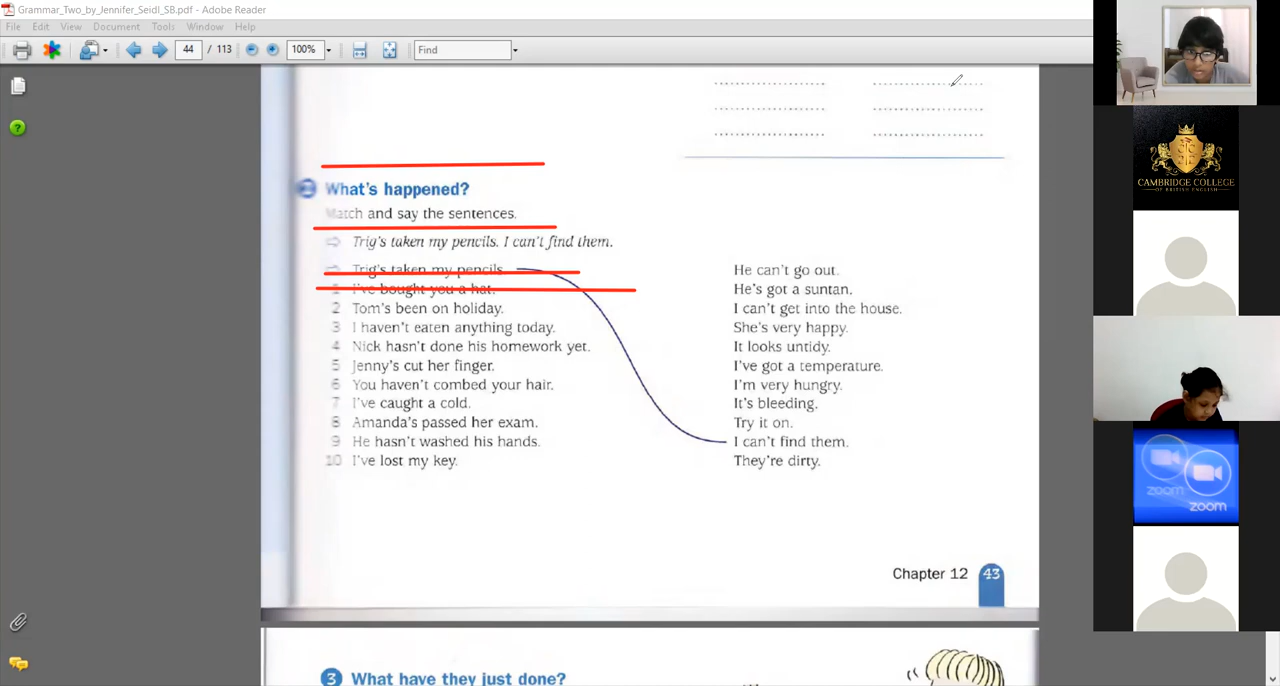 Grammar_Two_by_Jennifer_Seidl_SB.pdf - Adobe Reader
File Edit View Document Tools Window Help
44 / 113 100% Find
CAMBRIDGE COLLEGE
OF BRITISH ENGLISH
What's happened?
Match and say the sentences.
Trig's taken my pencils. I can't find them.
Trig's taken my pencils. He can't go out.
1 I've bought you a hat. He's got a suntan.
2 Tom's been on holiday. I can't get into the house.
3 I haven't eaten anything today. She's very happy.
4 Nick hasn't done his homework yet. It looks untidy.
5 Jenny's cut her finger. I've got a temperature.
6 You haven't combed your hair. I'm very hungry.
7 I've caught a cold. It's bleeding.
8 Amanda's passed her exam. Try it on.
9 He hasn't washed his hands. I can't find them.
10 I've lost my key. They're dirty.
zoom
zoom
Chapter 12 43
3 What have they just done?